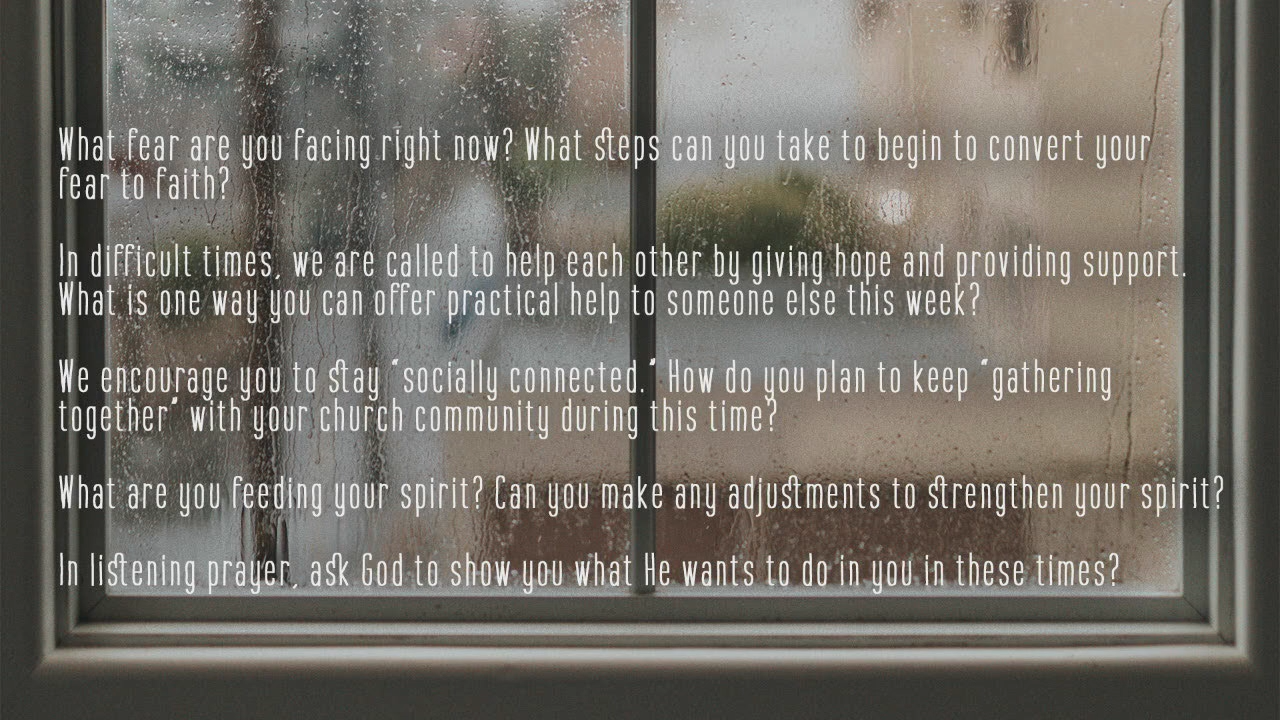 What fear are you facing right now? What steps can you take to begin to convert your
fear to faith?
In difficult times, we are called to help each other by giving hope and providing support.
What is one way you can offer practical help to someone else this week?
We encourage you to stay "socially connected." How do you plan to keep "gathering
together" with your church community during this time?
What are you feeding your spirit? Can you make any adjustments to strengthen your spirit?
In listening prayer, ask God to show you what He wants to do in you in these times?